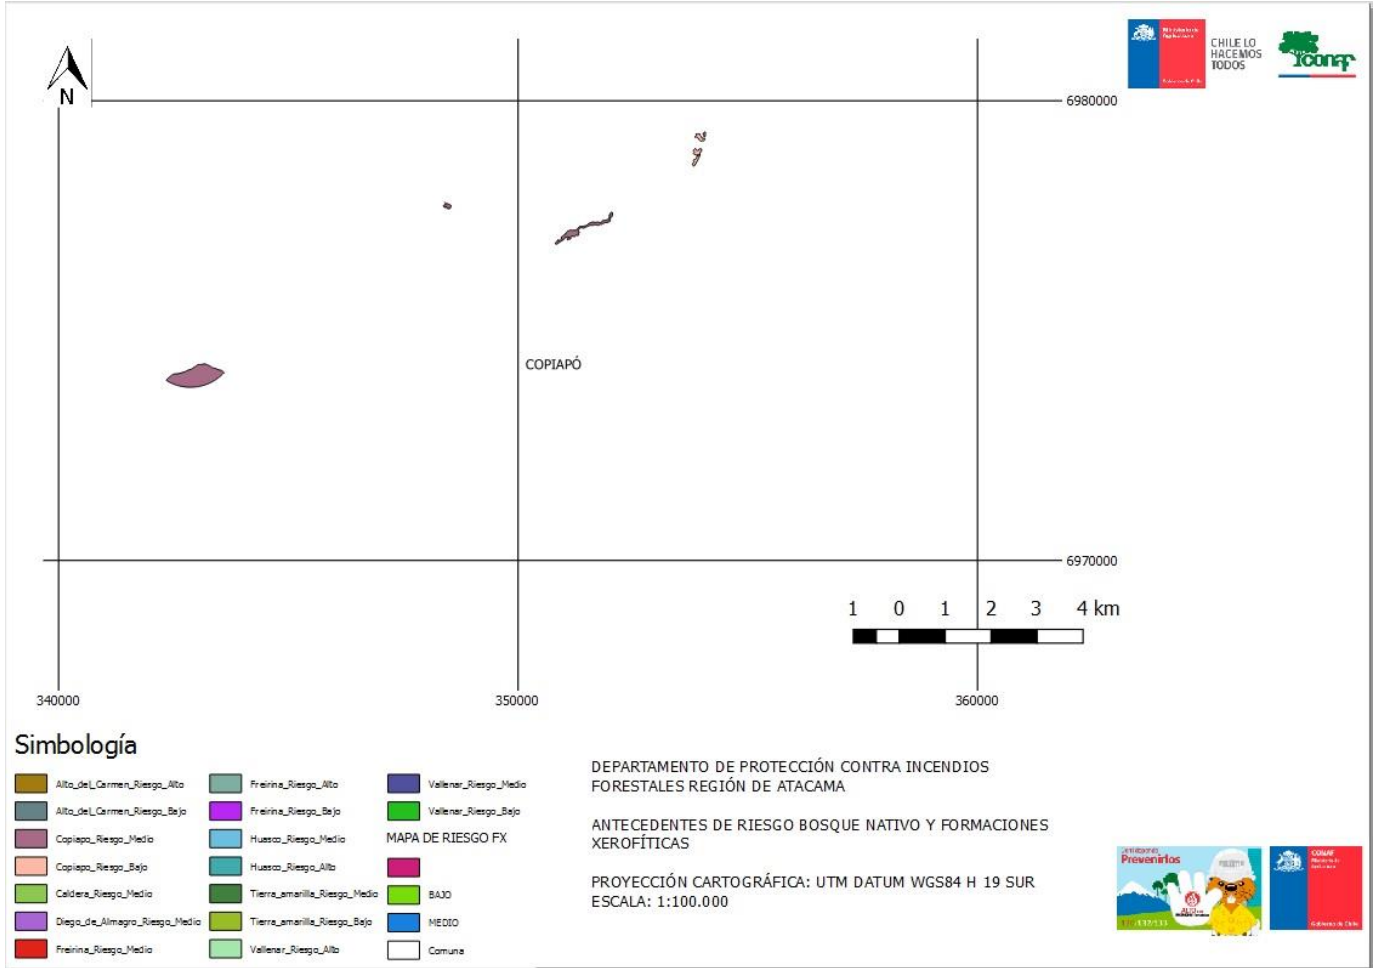 CHILE LO
HACEMOS
TODOS
CONAF
N
6980000
COPIAPÓ
6970000
1 0 1 2 3 4 km
340000 350000 360000
Simbología
Alto_del_Carmen_Riesgo_Alto
Alto_del_Carmen_Riesgo_Bajo
Copiapo_Riesgo_Medio
Copiapo_Riesgo_Bajo
Caldera_Riesgo_Medio
Diego_de_Almagro_Riesgo_Medio
Freirina_Riesgo_Medio
Freirina_Riesgo_Alto
Freirina_Riesgo_Bajo
Huasco_Riesgo_Medio
Huasco_Riesgo_Alto
Tierra_amarilla_Riesgo_Medio
Tierra_amarilla_Riesgo_Bajo
Vallenar_Riesgo_Alto
Vallenar_Riesgo_Medio
Vallenar_Riesgo_Bajo
MAPA DE RIESGO FX
BAJO
MEDIO
Comuna
DEPARTAMENTO DE PROTECCIÓN CONTRA INCENDIOS
FORESTALES REGIÓN DE ATACAMA
ANTECEDENTES DE RIESGO BOSQUE NATIVO Y FORMACIONES
XEROFÍTICAS
PROYECCIÓN CARTOGRÁFICA: UTM DATUM WGS84 H 19 SUR
ESCALA: 1:100.000
Prevenirlos
CONAF